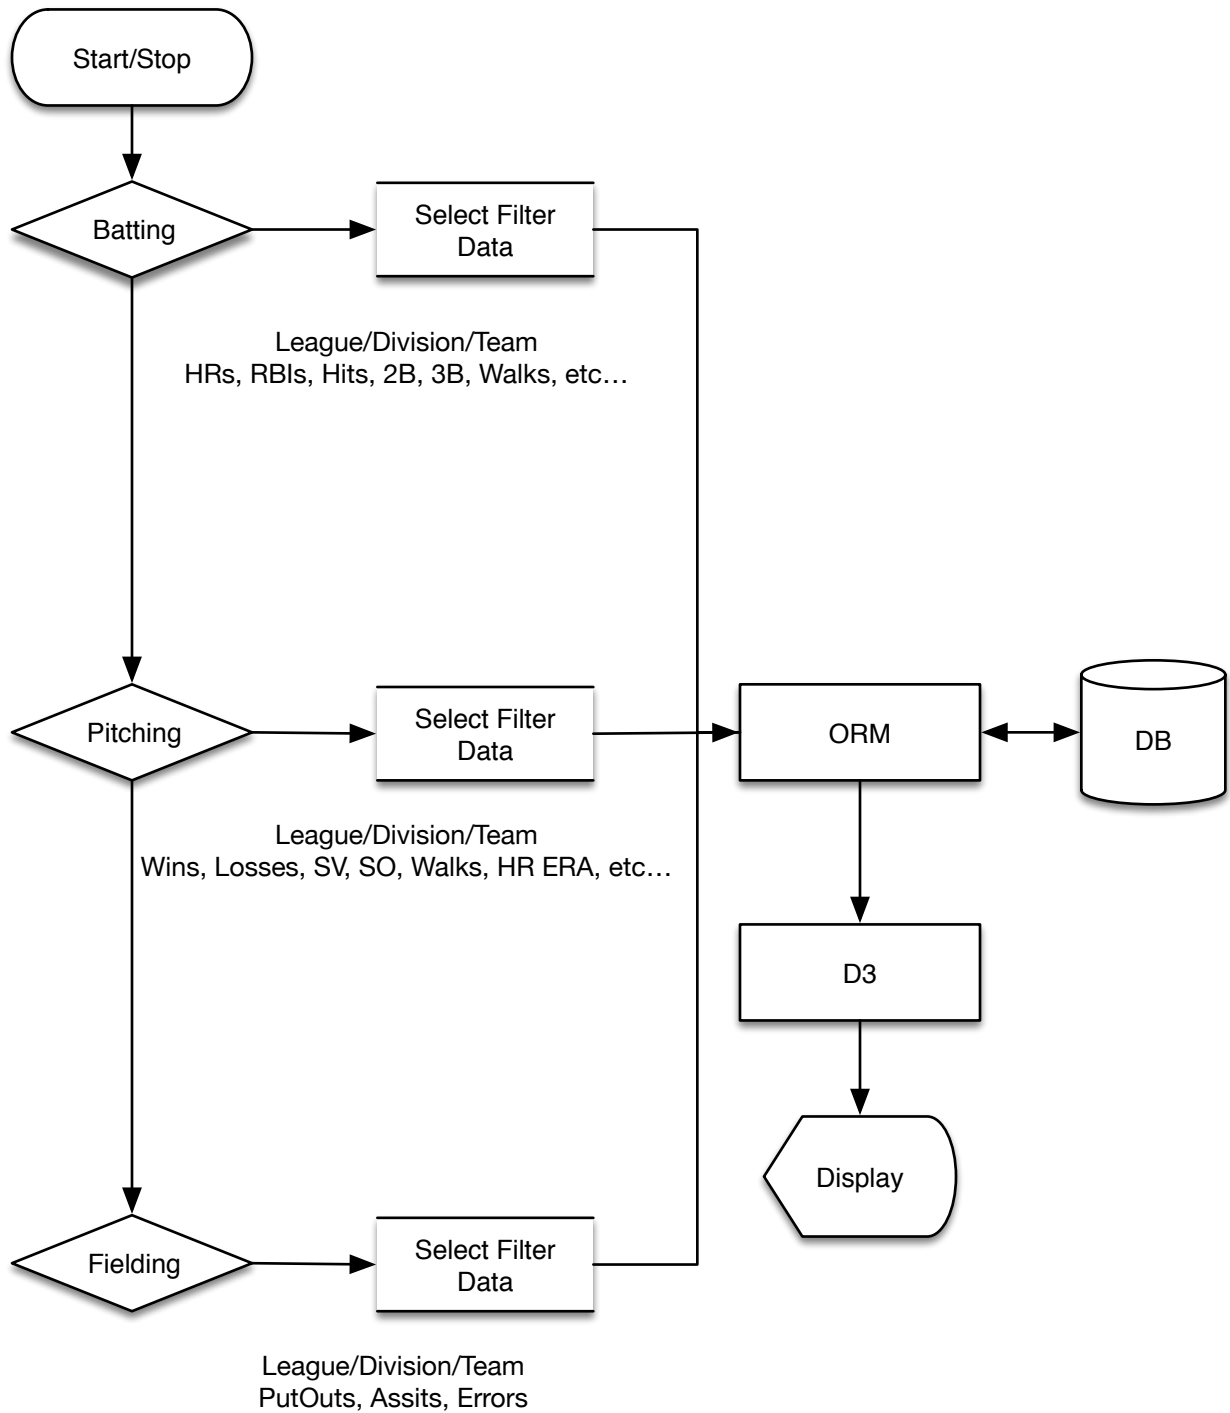 Start/Stop
Batting
Select Filter
Data
League/Division/Team
HRs, RBIs, Hits, 2B, 3B, Walks, etc…
Pitching
Select Filter
Data
ORM
DB
League/Division/Team
Wins, Losses, SV, SO, Walks, HR ERA, etc…
D3
Display
Fielding
Select Filter
Data
League/Division/Team
PutOuts, Assits, Errors